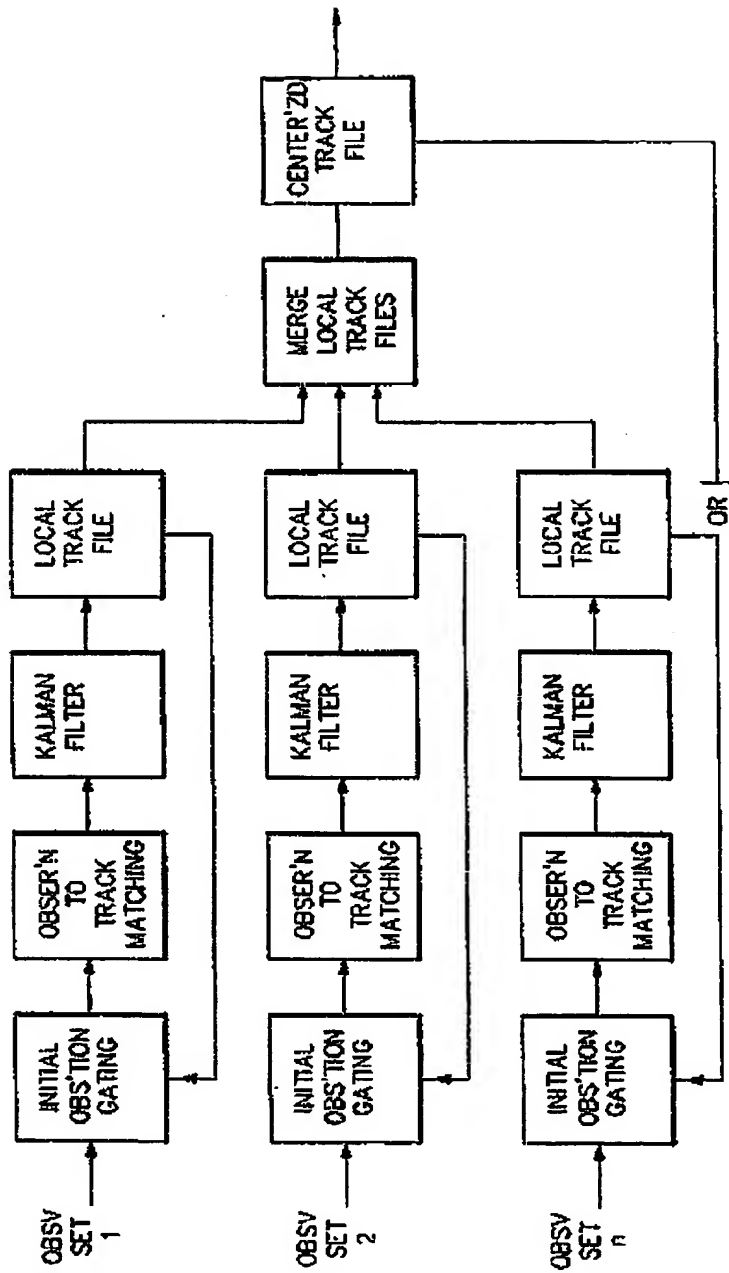 OBSV
SET
1
INITIAL
OBS'TION
GATING
OBSER'N
TO
TRACK
MATCHING
KALMAN
FILTER
LOCAL
TRACK
FILE
OBSV
SET
2
INITIAL
OBS'TION
GATING
OBSER'N
TO
TRACK
MATCHING
KALMAN
FILTER
LOCAL
TRACK
FILE
MERGE
LOCAL
TRACK
FILES
CENTER'ZD
TRACK
FILE
OBSV
SET
n
INITIAL
OBS'TION
GATING
OBSER'N
TO
TRACK
MATCHING
KALMAN
FILTER
LOCAL
TRACK
FILE
OR